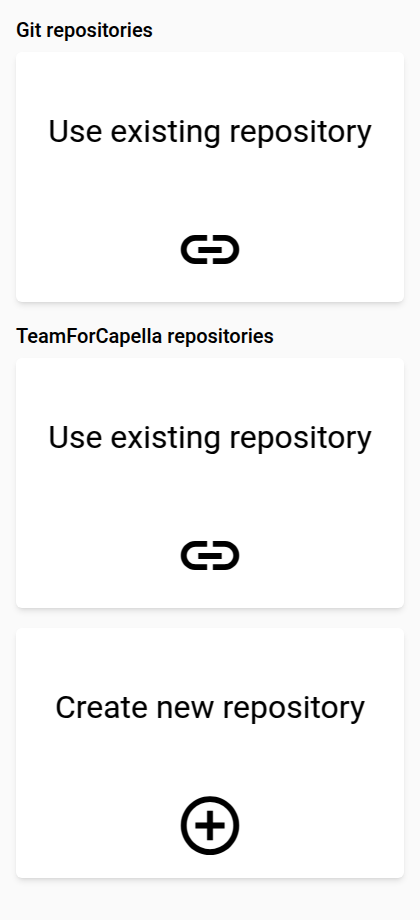 Git repositories
Use existing repository
TeamForCapella repositories
Use existing repository
Create new repository